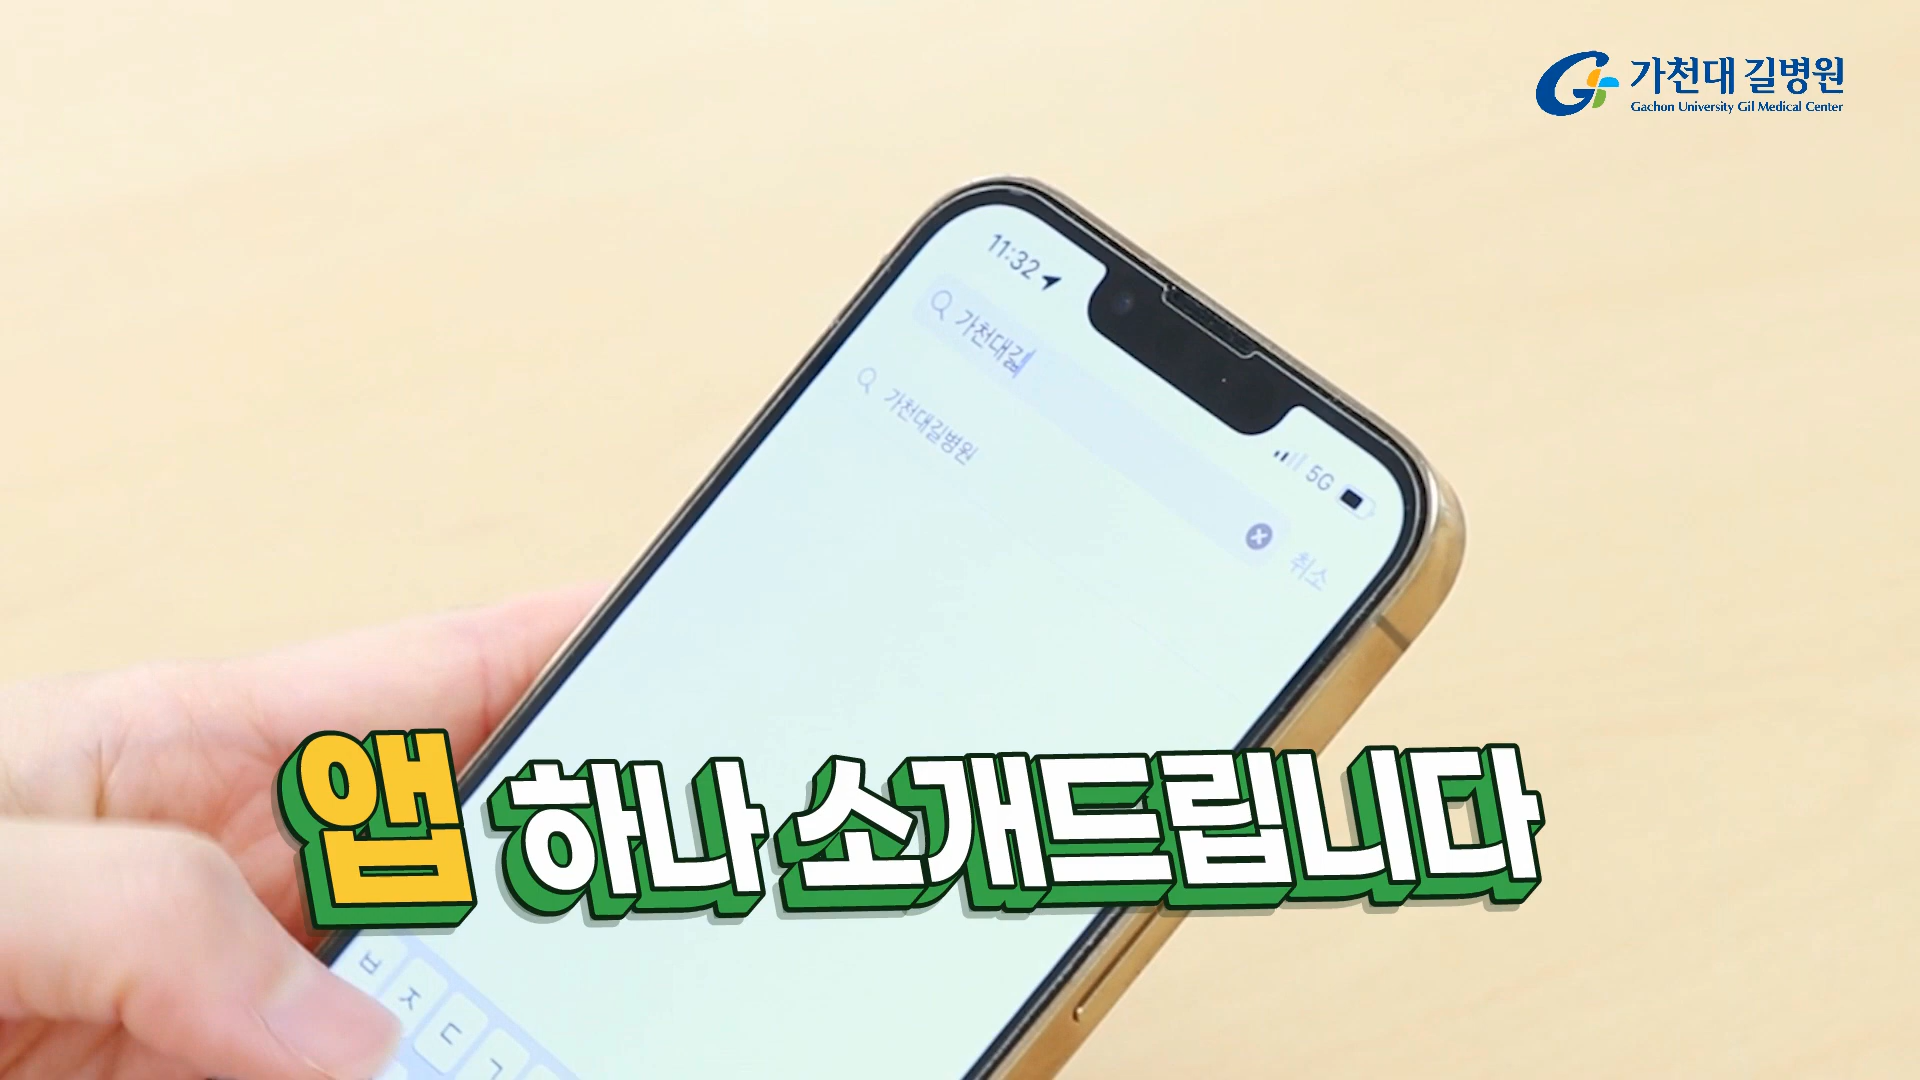 가천대 길병원
Gachon University Gil Medical Center
11:32
가천대길
가천대길병원
5G
취소
앱 하나 소개드립니다
ㅂ ㅈ ㄷ ㄱ